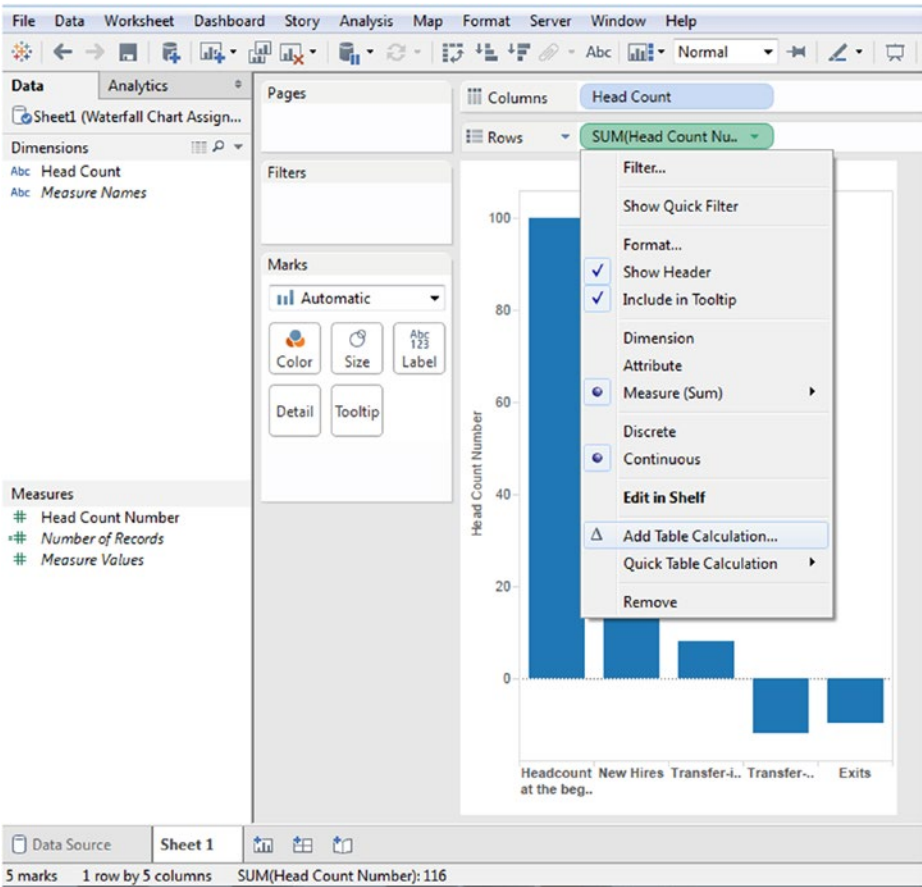 File Data Worksheet Dashboard Story Analysis Map Format Server Window Help
Abc Normal
Data Analytics
Sheet1 (Waterfall Chart Assign...
Dimensions
Abc Head Count
Abc Measure Names
Measures
# Head Count Number
=# Number of Records
# Measure Values
Pages
Filters
Marks
Automatic
Color Size Abc 123 Label
Detail Tooltip
Columns Head Count
Rows SUM(Head Count Nu..
Filter...
Show Quick Filter
Format...
Show Header
Include in Tooltip
Dimension
Attribute
Measure (Sum)
Discrete
Continuous
Edit in Shelf
Δ Add Table Calculation...
Quick Table Calculation
Remove
Head Count Number
100
80
60
40
20
0
Headcount at the beg..
New Hires
Transfer-i..
Transfer-..
Exits
Data Source Sheet 1
5 marks 1 row by 5 columns SUM(Head Count Number): 116